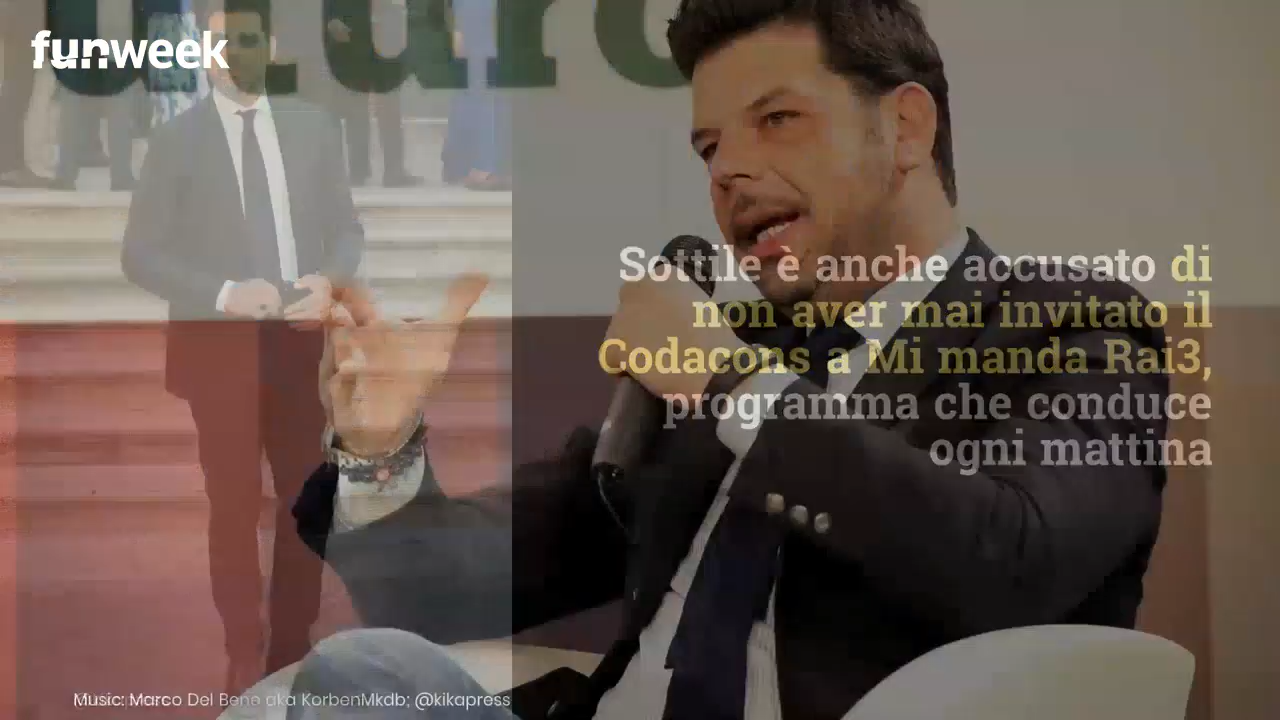 funweek
Sottile è anche accusato di
non aver mai invitato il
Codacons a Mi manda Rai3,
programma che conduce
ogni mattina
Music: Marco Del Bene aka KorbenMkdb; @kikapress